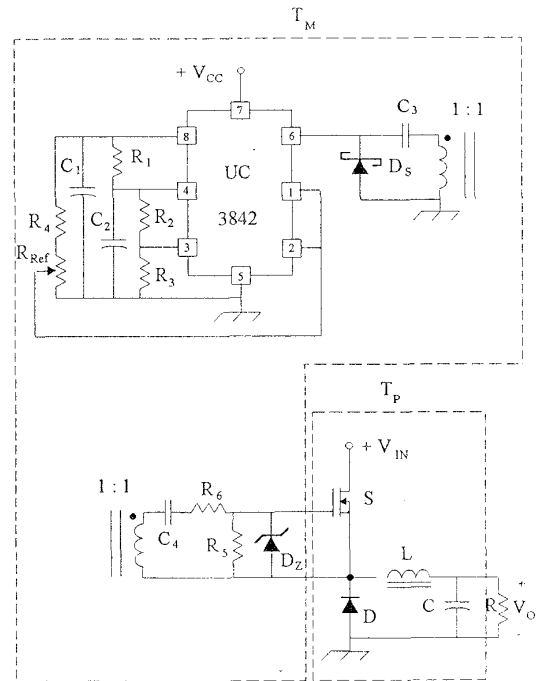 T_M
+ V_CC
7
C_3
1 : 1
8
6
C_1
R_1
UC
D_S
4
1
R_4
C_2
R_2
3842
R_Ref
3
2
R_3
5
T_P
+ V_IN
1 : 1
R_6
S
C_4
R_5
D_Z
L
D
C
R
+
V_O
-